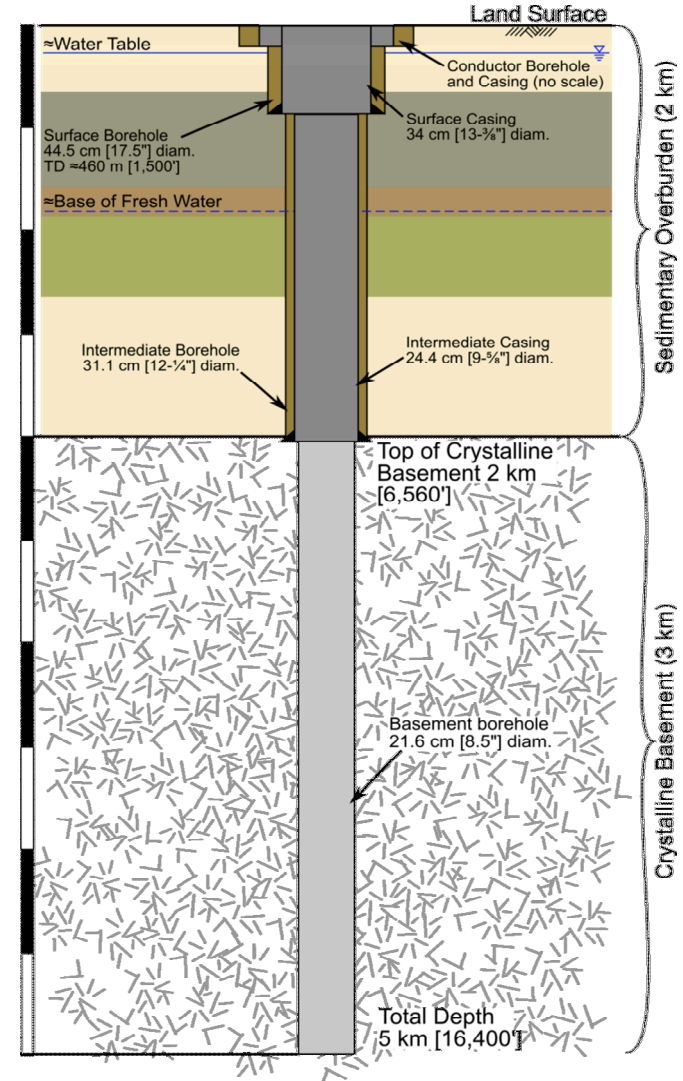 Land Surface
≈Water Table
Conductor Borehole
and Casing (no scale)
Surface Borehole
44.5 cm [17.5"] diam.
TD ≈460 m [1,500']
Surface Casing
34 cm [13-⅜"] diam.
≈Base of Fresh Water
Sedimentary Overburden (2 km)
Intermediate Borehole
31.1 cm [12-¼"] diam.
Intermediate Casing
24.4 cm [9-⅝"] diam.
Top of Crystalline
Basement 2 km
[6,560']
Basement borehole
21.6 cm [8.5"] diam.
Crystalline Basement (3 km)
Total Depth
5 km [16,400']